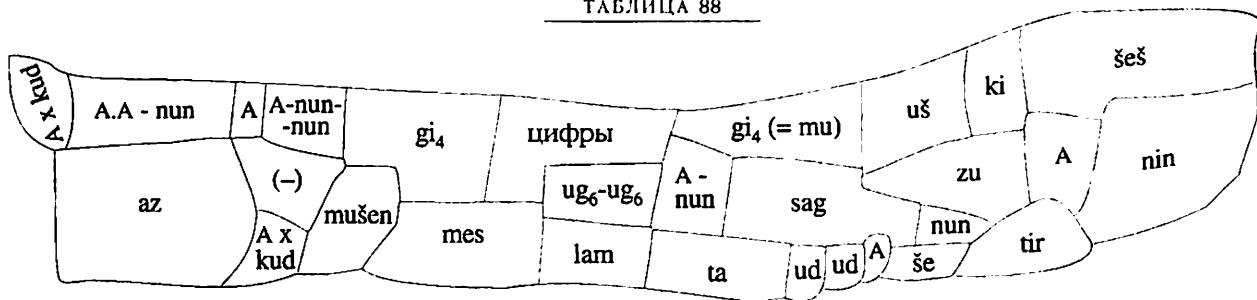 ТАБЛИЦА 88
A x kud
A.A - nun
A
A-nun-
-nun
gi₄
цифры
gi₄ (= mu)
uš
ki
šeš
az
(–)
mušen
A x
kud
mes
ug₆-ug₆
lam
A -
nun
sag
zu
A
nin
nun
ta
ud
ud
A
še
tir